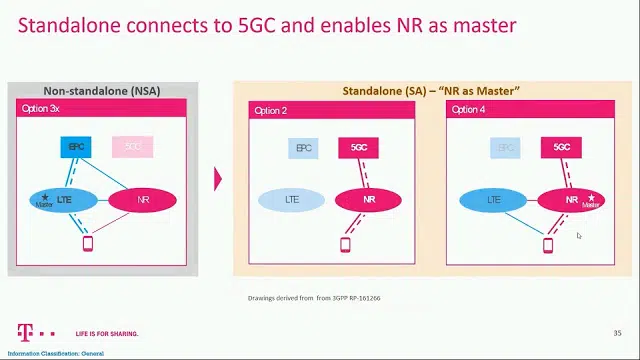 Standalone connects to 5GC and enables NR as master
Non-standalone (NSA)
Option 3x
EPC
5GC
Master
LTE
NR
Standalone (SA) – “NR as Master”
Option 2
EPC
5GC
LTE
NR
Option 4
EPC
5GC
LTE
NR
Master
Drawings derived from from 3GPP RP-161266
T
LIFE IS FOR SHARING.
35
Information Classification: General